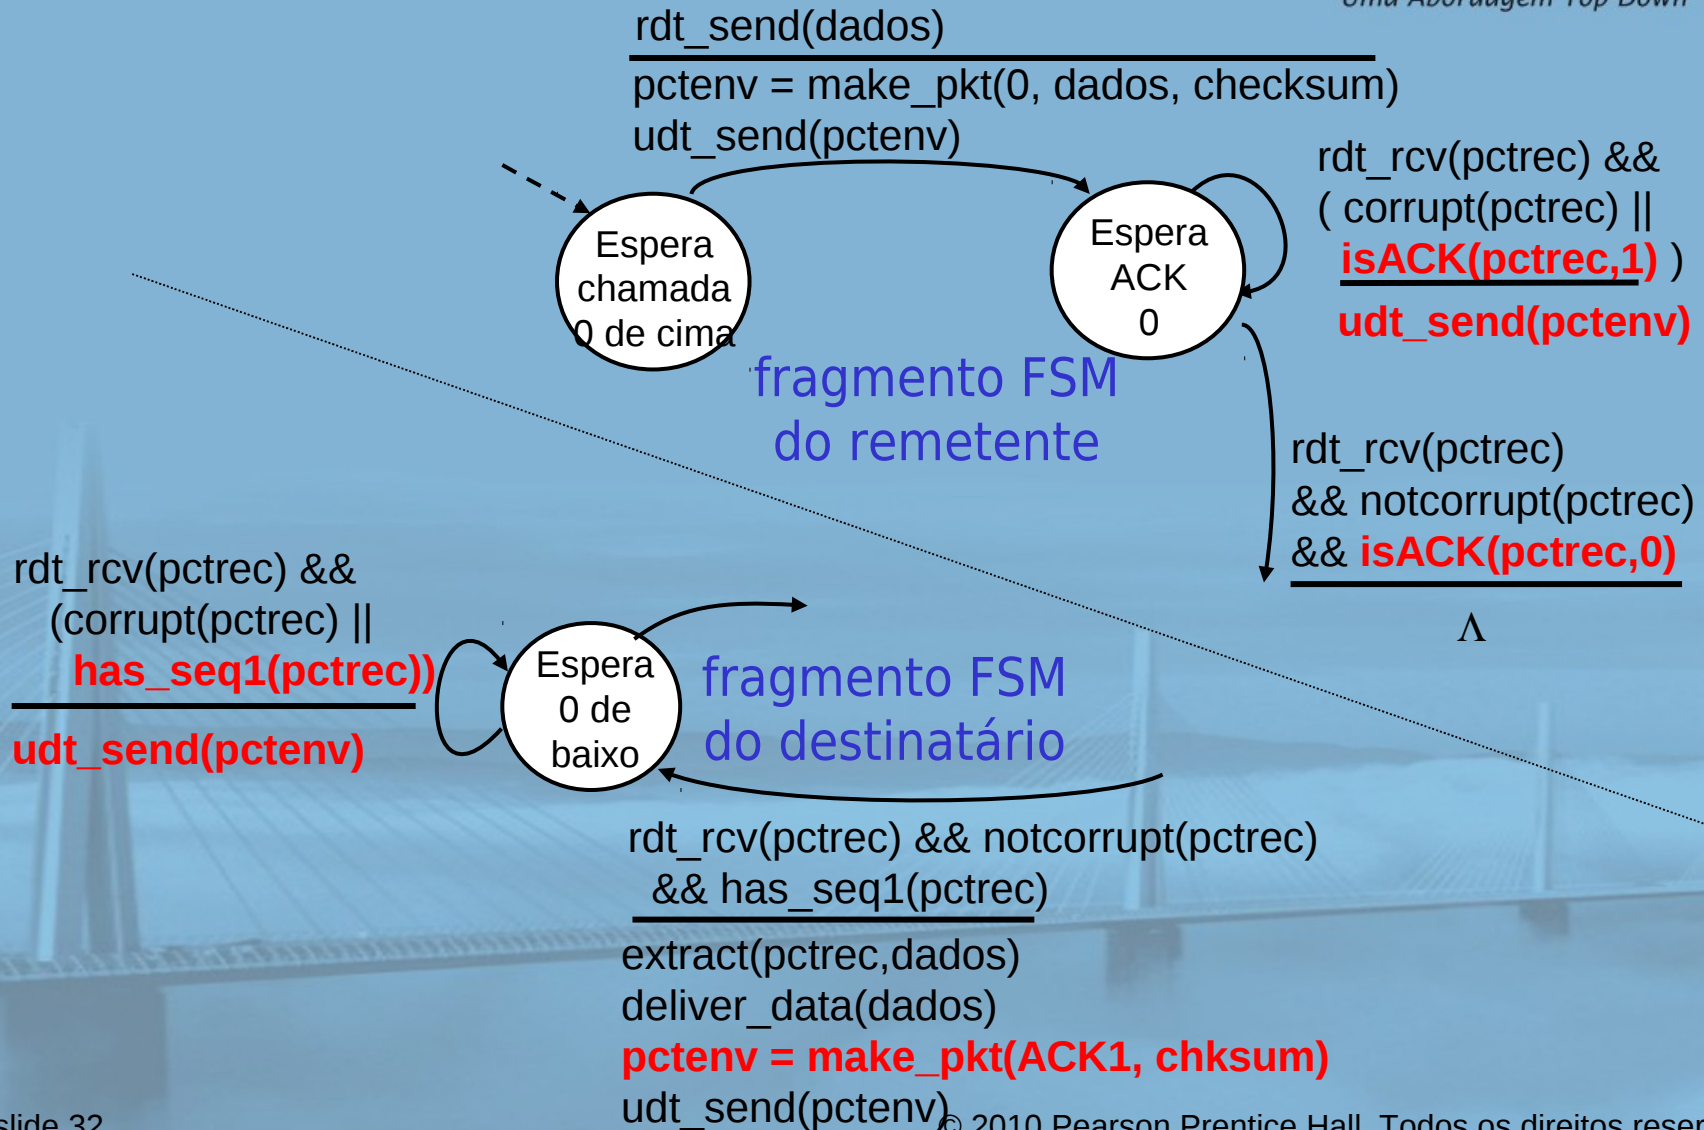 Uma Abordagem Top-Down
rdt_send(dados)
pctenv = make_pkt(0, dados, checksum)
udt_send(pctenv)
rdt_rcv(pctrec) &&
( corrupt(pctrec) ||
isACK(pctrec,1) )
udt_send(pctenv)
Espera
chamada
0 de cima
Espera
ACK
0
fragmento FSM
do remetente
rdt_rcv(pctrec)
&& notcorrupt(pctrec)
&& isACK(pctrec,0)
Λ
rdt_rcv(pctrec) &&
(corrupt(pctrec) ||
has_seq1(pctrec))
udt_send(pctenv)
Espera
0 de
baixo
fragmento FSM
do destinatário
rdt_rcv(pctrec) && notcorrupt(pctrec)
&& has_seq1(pctrec)
extract(pctrec,dados)
deliver_data(dados)
pctenv = make_pkt(ACK1, chksum)
udt_send(pctenv)
slide 32
© 2010 Pearson Prentice Hall. Todos os direitos